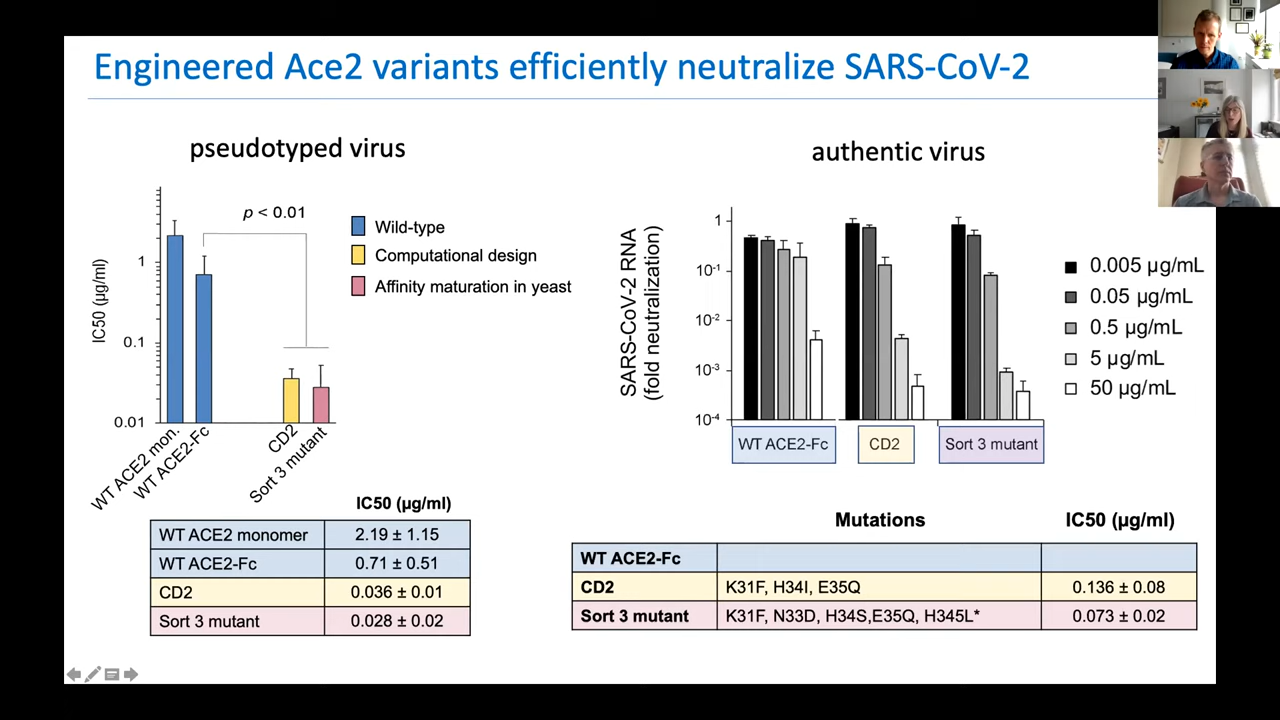 Engineered Ace2 variants efficiently neutralize SARS-CoV-2
pseudotyped virus
IC50 (µg/ml)
1
0.1
0.01
p < 0.01
Wild-type
Computational design
Affinity maturation in yeast
WT ACE2 mon.
WT ACE2-Fc
CD2
Sort 3 mutant
IC50 (µg/ml)
WT ACE2 monomer 2.19 ± 1.15
WT ACE2-Fc 0.71 ± 0.51
CD2 0.036 ± 0.01
Sort 3 mutant 0.028 ± 0.02
authentic virus
SARS-CoV-2 RNA
(fold neutralization)
1
10-1
10-2
10-3
10-4
WT ACE2-Fc
CD2
Sort 3 mutant
0.005 µg/mL
0.05 µg/mL
0.5 µg/mL
5 µg/mL
50 µg/mL
Mutations IC50 (µg/ml)
WT ACE2-Fc
CD2 K31F, H34I, E35Q 0.136 ± 0.08
Sort 3 mutant K31F, N33D, H34S,E35Q, H345L* 0.073 ± 0.02